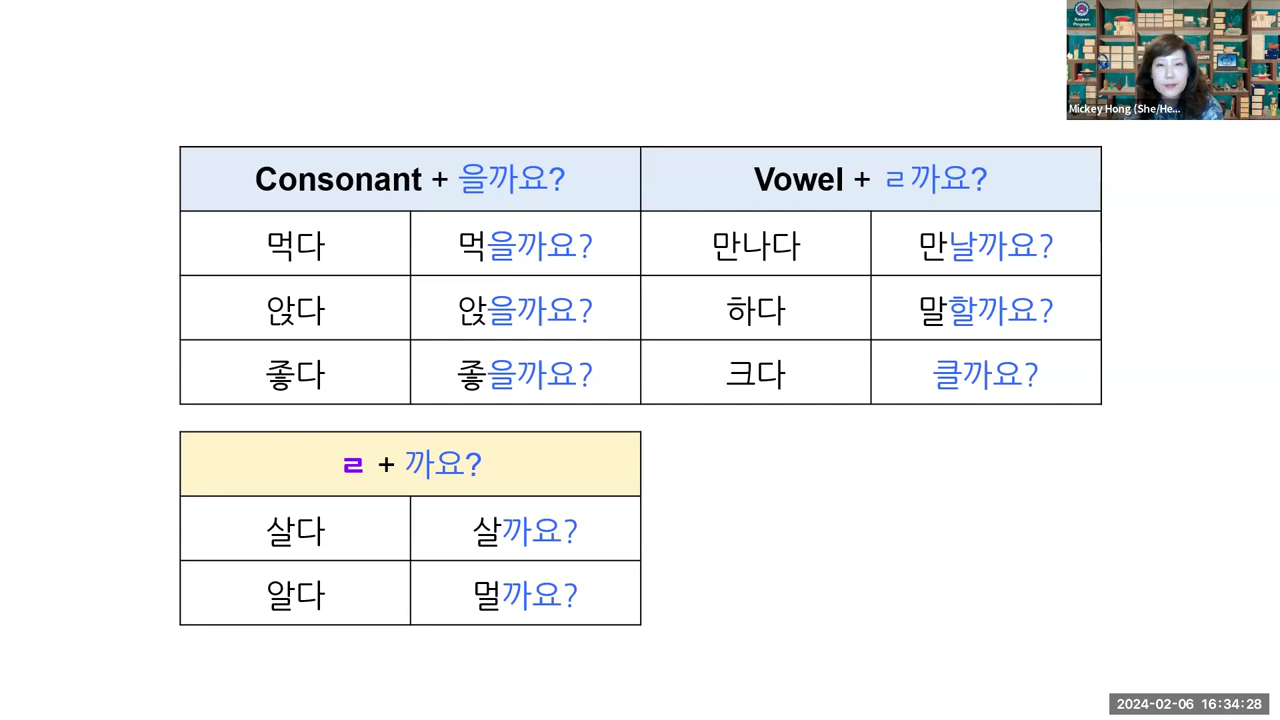 Korean
Program
Mickey Hong (She/He...
Consonant + 을까요? Vowel + ㄹ까요?
먹다 먹을까요? 만나다 만날까요?
앉다 앉을까요? 하다 말할까요?
좋다 좋을까요? 크다 클까요?
ㄹ + 까요?
살다 살까요?
알다 멀까요?
2024-02-06 16:34:28